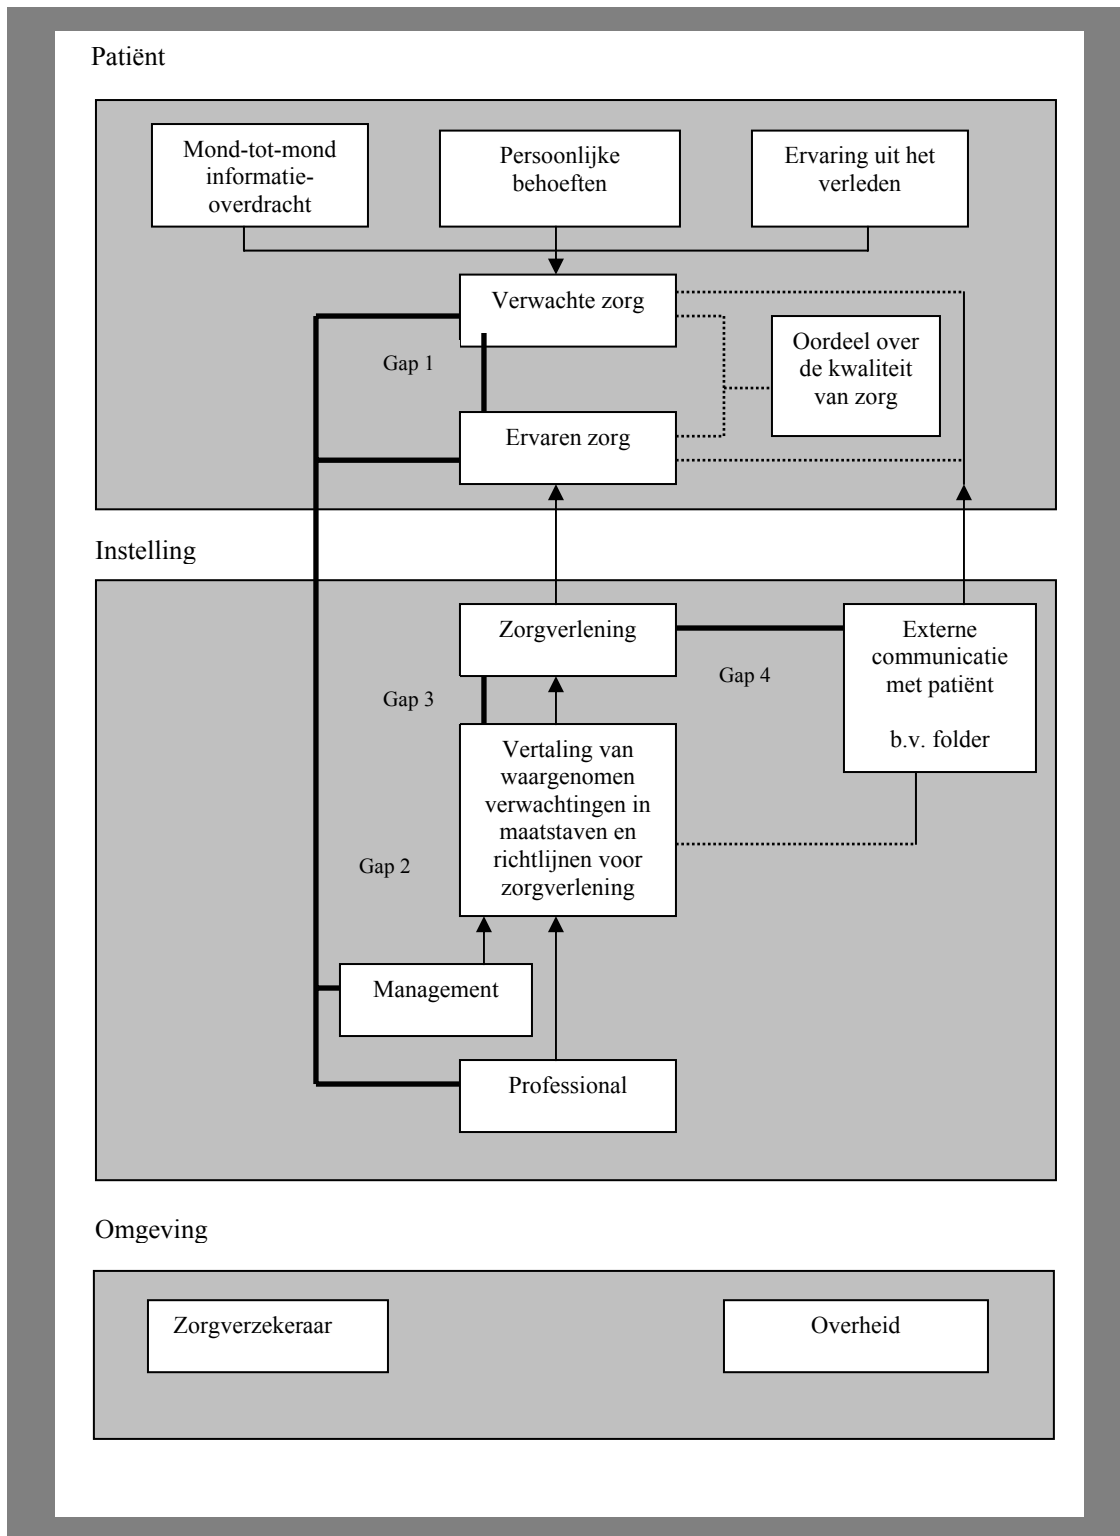 Patiënt
Mond-tot-mond
informatie-
overdracht
Persoonlijke
behoeften
Ervaring uit het
verleden
Verwachte zorg
Gap 1
Oordeel over
de kwaliteit
van zorg
Ervaren zorg
Instelling
Zorgverlening
Externe
communicatie
met patiënt
b.v. folder
Gap 3
Gap 4
Vertaling van
waargenomen
verwachtingen in
maatstaven en
richtlijnen voor
zorgverlening
Gap 2
Management
Professional
Omgeving
Zorgverzekeraar
Overheid